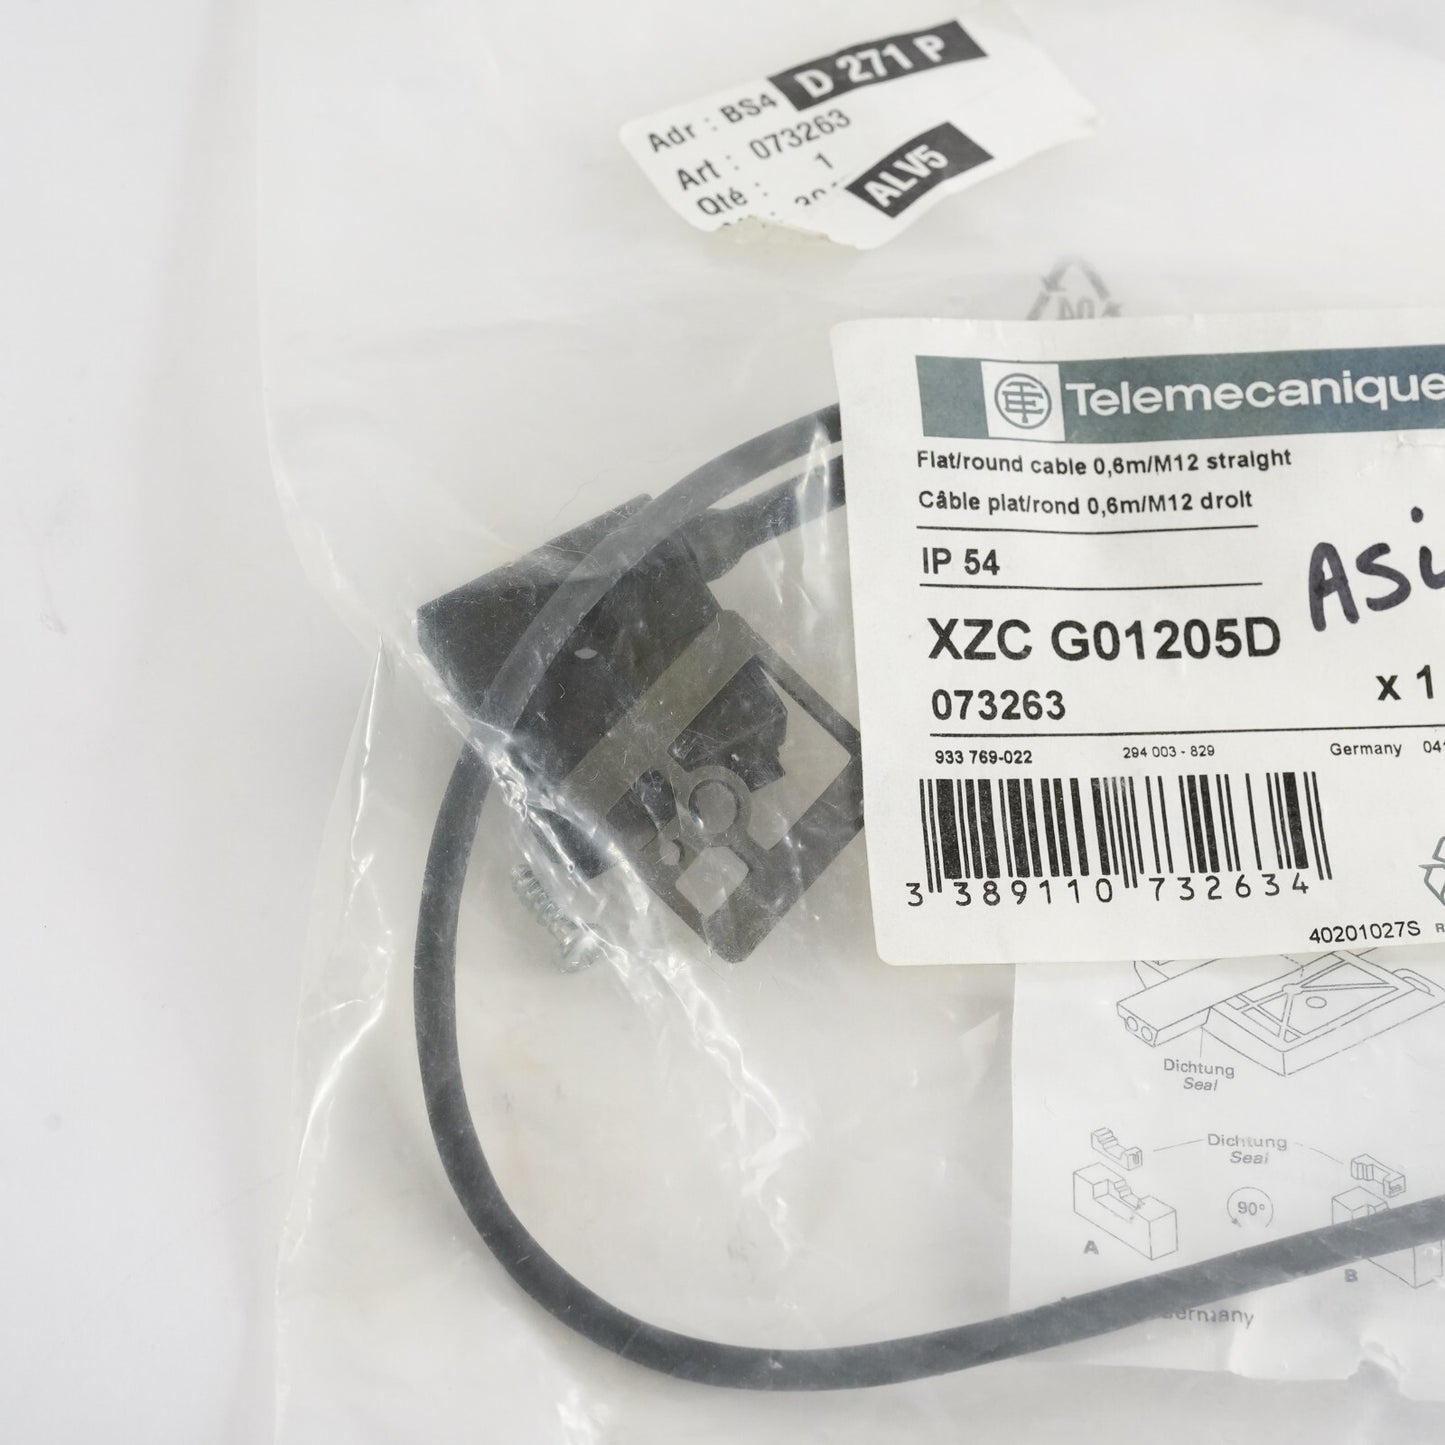 Adr : BS4 D 271 P
Art : 073263
Qté : 1
ALV5
Telemecanique
Flat/round cable 0,6m/M12 straight
Câble plat/rond 0,6m/M12 droit
IP 54
XZC G01205D
073263
x 1
933 769-022 294 003 - 829 Germany
3 389110 732634
40201027S
Dichtung
Seal
Dichtung
Seal
90°
A
B